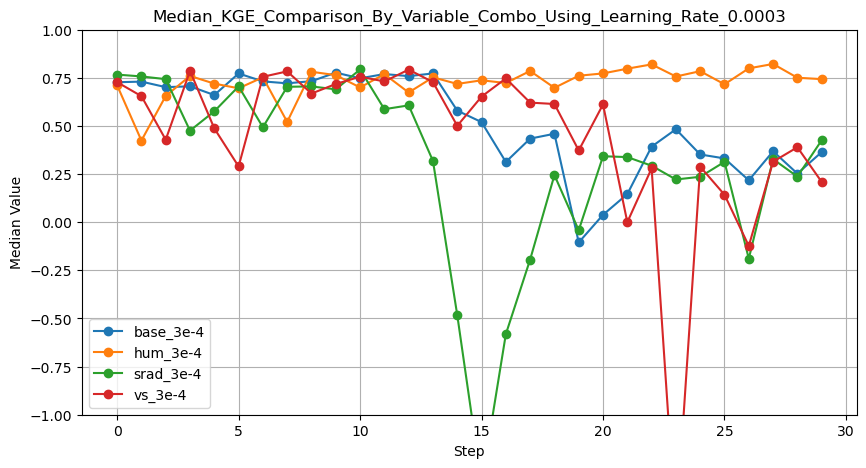 Median_KGE_Comparison_By_Variable_Combo_Using_Learning_Rate_0.0003
1.00
0.75
0.50
0.25
0.00
−0.25
−0.50
−0.75
−1.00
Median Value
base_3e-4
hum_3e-4
srad_3e-4
vs_3e-4
0 5 10 15 20 25 30
Step